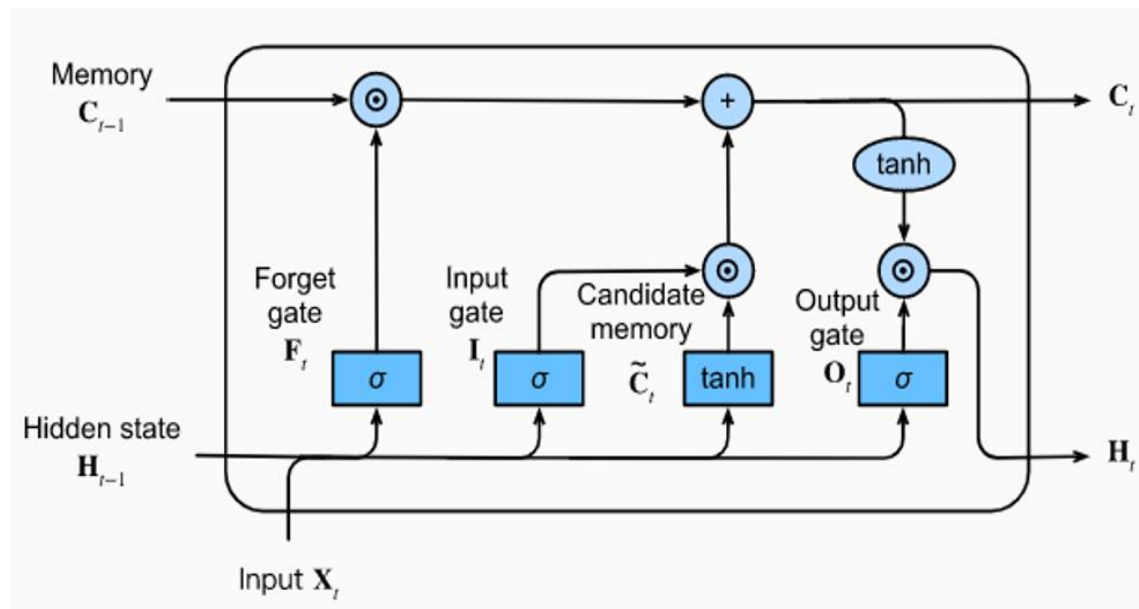 Memory
C_{t−1}
⊙
+
C_t
tanh
Forget
gate
F_t
Input
gate
I_t
⊙
Candidate
memory
C̃_t
Output
gate
O_t
⊙
σ
σ
tanh
σ
Hidden state
H_{t−1}
H_t
Input X_t